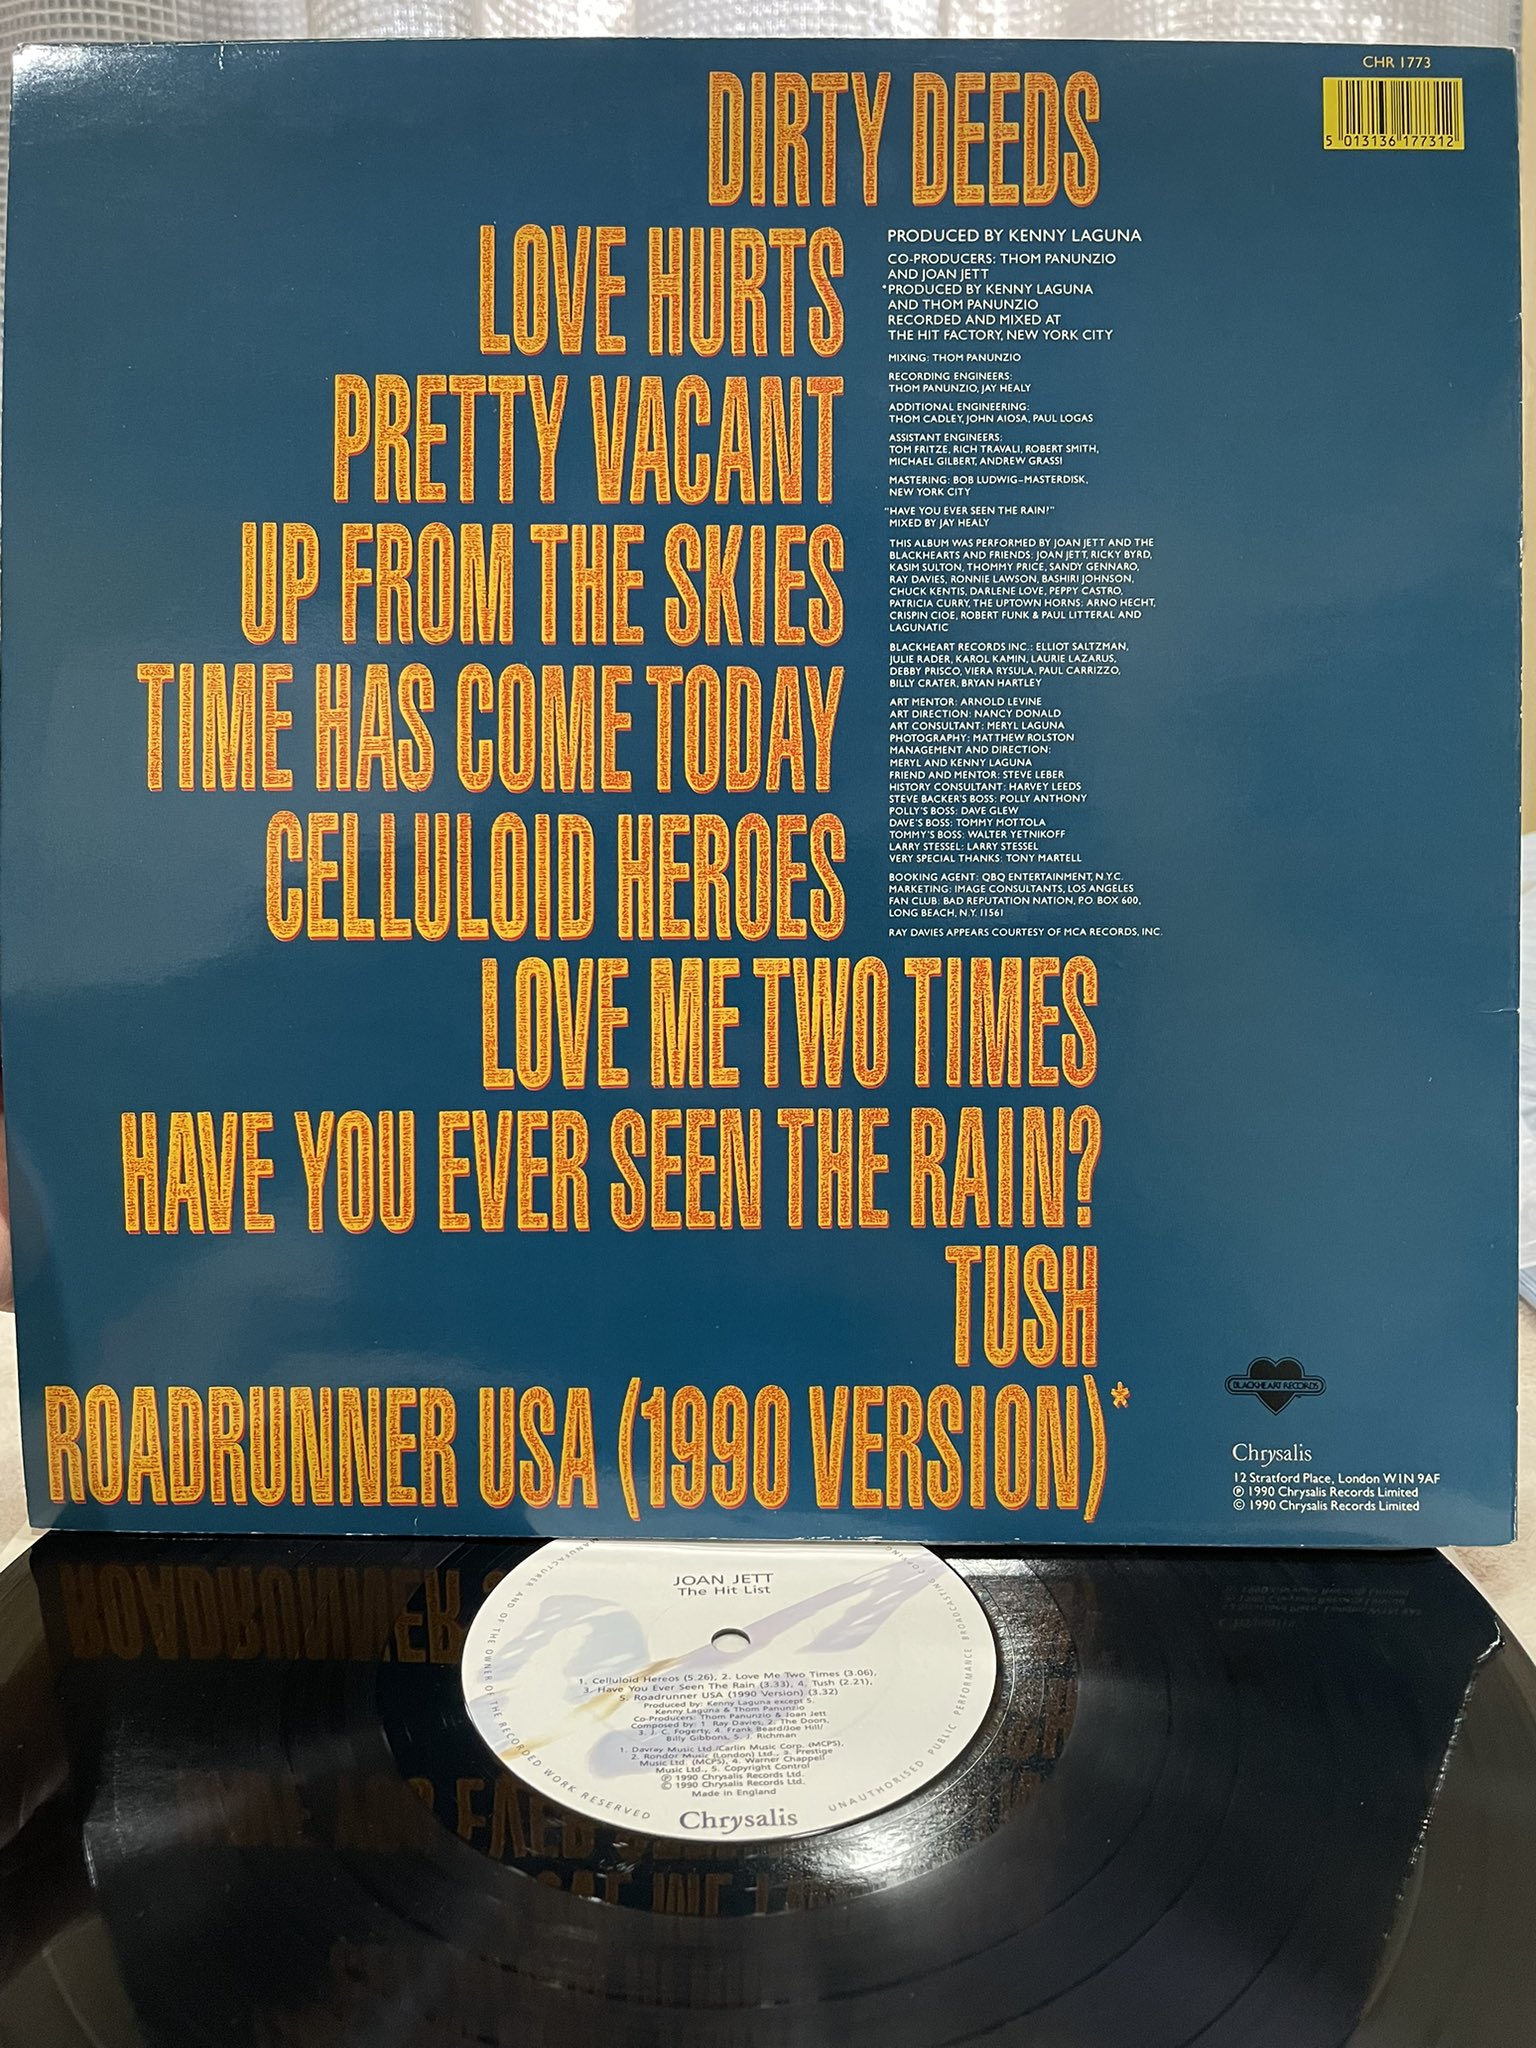 CHR 1773
5 013136 177312
DIRTY DEEDS
LOVE HURTS
PRETTY VACANT
UP FROM THE SKIES
TIME HAS COME TODAY
CELLULOID HEROES
LOVE ME TWO TIMES
HAVE YOU EVER SEEN THE RAIN?
TUSH
ROADRUNNER USA (1990 VERSION)*
PRODUCED BY KENNY LAGUNA
CO-PRODUCERS: THOM PANUNZIO
AND JOAN JETT
*PRODUCED BY KENNY LAGUNA
AND THOM PANUNZIO
RECORDED AND MIXED AT
THE HIT FACTORY, NEW YORK CITY
MIXING: THOM PANUNZIO
RECORDING ENGINEERS:
THOM PANUNZIO, JAY HEALY
ADDITIONAL ENGINEERING:
THOM CADLEY, JOHN AIOSA, PAUL LOGAS
ASSISTANT ENGINEERS:
TOM FRITZE, RICH TRAVALI, ROBERT SMITH,
MICHAEL GILBERT, ANDREW GRASSI
MASTERING: BOB LUDWIG–MASTERDISK,
NEW YORK CITY
"HAVE YOU EVER SEEN THE RAIN?"
MIXED BY JAY HEALY
THIS ALBUM WAS PERFORMED BY JOAN JETT AND THE
BLACKHEARTS AND FRIENDS: JOAN JETT, RICKY BYRD,
KASIM SULTON, THOMMY PRICE, SANDY GENNARO,
RAY DAVIES, RONNIE LAWSON, BASHIRI JOHNSON,
CHUCK KENTIS, DARLENE LOVE, PEPPY CASTRO,
PATRICIA CURRY, THE UPTOWN HORNS: ARNO HECHT,
CRISPIN CIOE, ROBERT FUNK & PAUL LITTERAL AND
LAGUNATIC
BLACKHEART RECORDS INC.: ELLIOT SALTZMAN,
JULIE RADER, KAROL KAMIN, LAURIE LAZARUS,
DEBBY PRISCO, VIERA RYSULA, PAUL CARRIZZO,
BILLY CRATER, BRYAN HARTLEY
ART MENTOR: ARNOLD LEVINE
ART DIRECTION: NANCY DONALD
ART CONSULTANT: MERYL LAGUNA
PHOTOGRAPHY: MATTHEW ROLSTON
MANAGEMENT AND DIRECTION:
MERYL AND KENNY LAGUNA
FRIEND AND MENTOR: STEVE LEBER
HISTORY CONSULTANT: HARVEY LEEDS
STEVE BACKER'S BOSS: POLLY ANTHONY
POLLY'S BOSS: DAVE GLEW
DAVE'S BOSS: TOMMY MOTTOLA
TOMMY'S BOSS: WALTER YETNIKOFF
LARRY STESSEL: LARRY STESSEL
VERY SPECIAL THANKS: TONY MARTELL
BOOKING AGENT: QBQ ENTERTAINMENT, N.Y.C.
MARKETING: IMAGE CONSULTANTS, LOS ANGELES
FAN CLUB: BAD REPUTATION NATION, P.O. BOX 600,
LONG BEACH, N.Y. 11561
RAY DAVIES APPEARS COURTESY OF MCA RECORDS, INC.
BLACKHEART RECORDS
Chrysalis
12 Stratford Place, London W1N 9AF
℗ 1990 Chrysalis Records Limited
© 1990 Chrysalis Records Limited
JOAN JETT
The Hit List
1. Celluloid Hereos (5.26), 2. Love Me Two Times (3.06),
3. Have You Ever Seen The Rain (3.33), 4. Tush (2.21),
5. Roadrunner USA (1990 Version) (3.32)
Produced by: Kenny Laguna except 5.
Kenny Laguna & Thom Panunzio
Co-Producers: Thom Panunzio & Joan Jett
Composed by: 1. Ray Davies, 2. The Doors,
3. J. C. Fogerty, 4. Frank Beard/Joe Hill/
Billy Gibbons, 5. J. Richman
1. Davray Music Ltd./Carlin Music Corp. (MCPS),
2. Rondor Music (London) Ltd., 3. Prestige
Music Ltd. (MCPS), 4. Warner Chappell
Music Ltd., 5. Copyright Control
℗ 1990 Chrysalis Records Ltd.
© 1990 Chrysalis Records Ltd.
Made in England
Chrysalis
MANUFACTURER AND OF THE OWNER OF THE RECORDED WORK RESERVED
UNAUTHORISED PUBLIC PERFORMANCE BROADCASTING COPYING